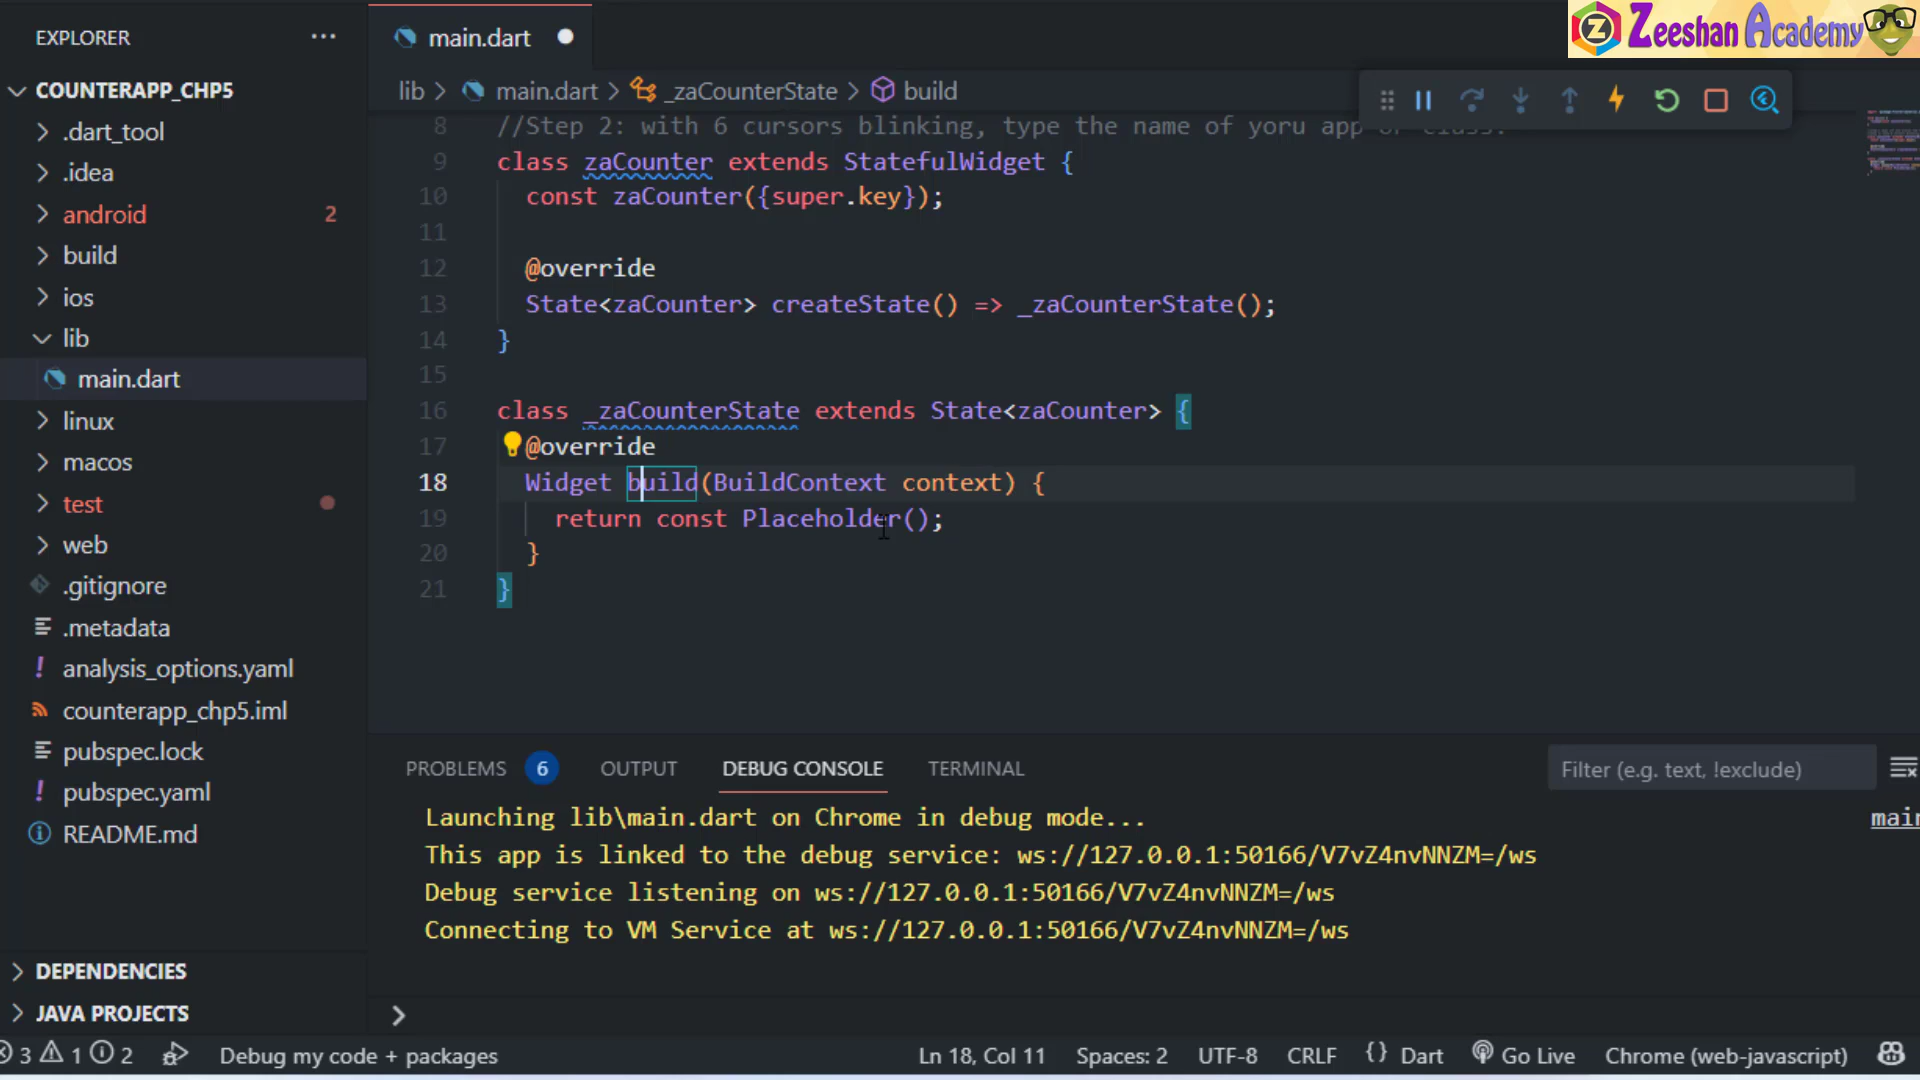 EXPLORER
COUNTERAPP_CHP5
.dart_tool
.idea
android 2
build
ios
lib
main.dart
linux
macos
test
web
.gitignore
.metadata
analysis_options.yaml
counterapp_chp5.iml
pubspec.lock
pubspec.yaml
README.md
DEPENDENCIES
JAVA PROJECTS
main.dart
Zeeshan Academy
lib > main.dart > _zaCounterState > build
8 //Step 2: with 6 cursors blinking, type the name of yoru app or class.
9 class zaCounter extends StatefulWidget {
10 const zaCounter({super.key});
11
12 @override
13 State<zaCounter> createState() => _zaCounterState();
14 }
15
16 class _zaCounterState extends State<zaCounter> {
17 @override
18 Widget build(BuildContext context) {
19 return const Placeholder();
20 }
21 }
PROBLEMS 6 OUTPUT DEBUG CONSOLE TERMINAL Filter (e.g. text, !exclude)
Launching lib\main.dart on Chrome in debug mode...
This app is linked to the debug service: ws://127.0.0.1:50166/V7vZ4nvNNZM=/ws
Debug service listening on ws://127.0.0.1:50166/V7vZ4nvNNZM=/ws
Connecting to VM Service at ws://127.0.0.1:50166/V7vZ4nvNNZM=/ws
3 1 2 Debug my code + packages Ln 18, Col 11 Spaces: 2 UTF-8 CRLF {} Dart Go Live Chrome (web-javascript)